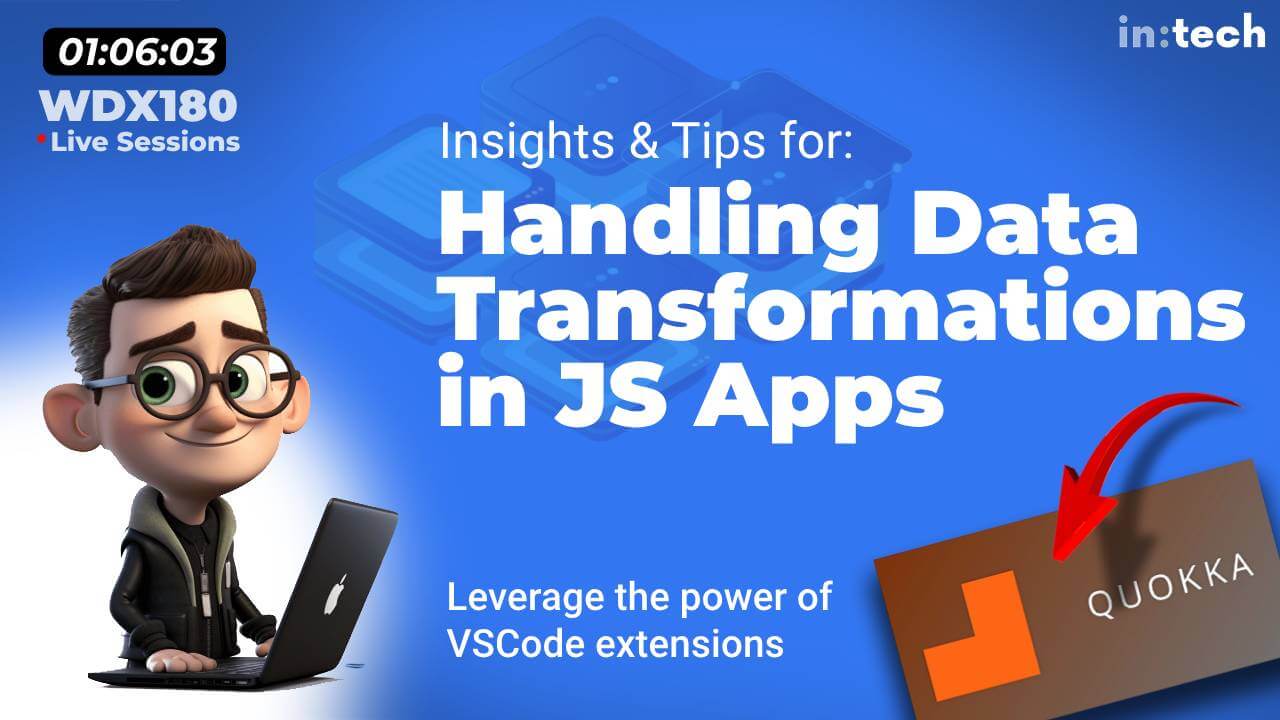 01:06:03
WDX180
Live Sessions
in:tech
Insights & Tips for:
Handling Data
Transformations
in JS Apps
Leverage the power of
VSCode extensions
QUOKKA